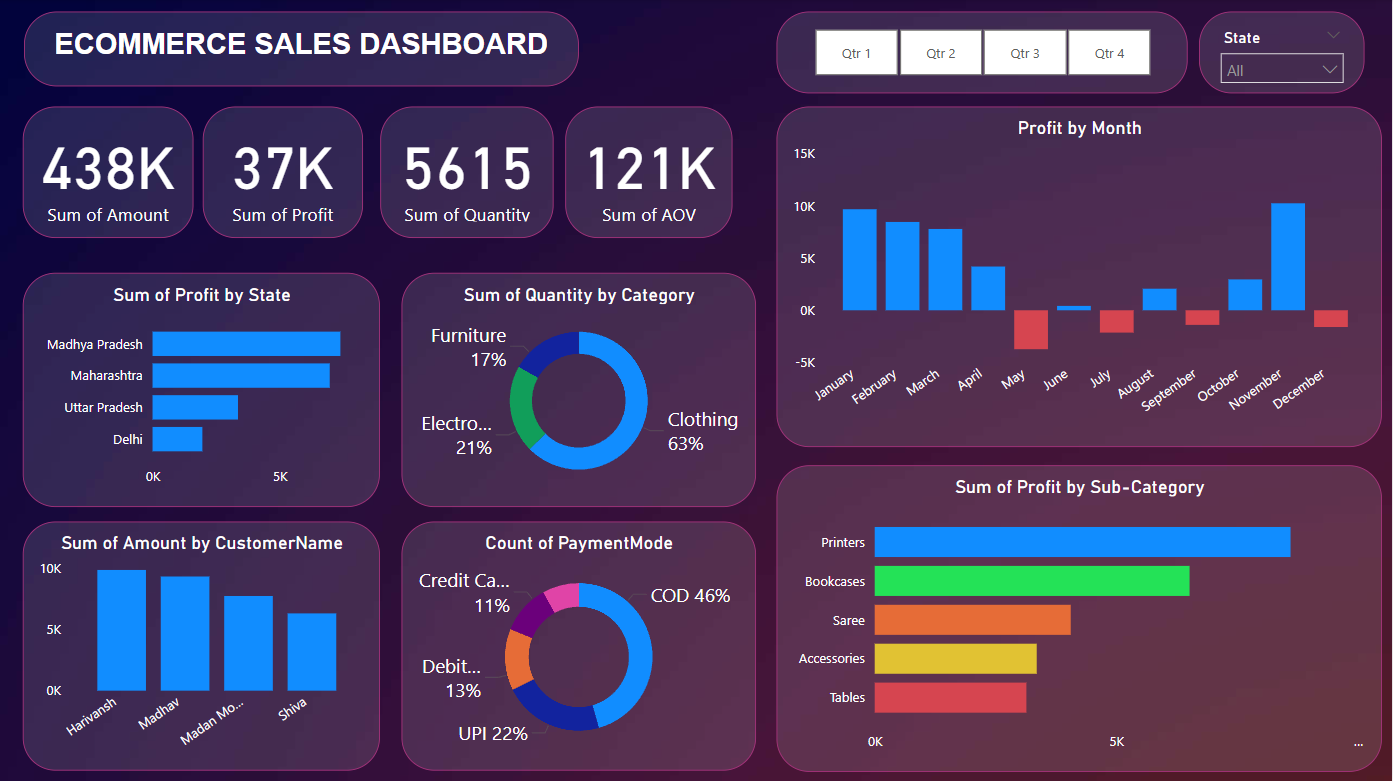 ECOMMERCE SALES DASHBOARD
Qtr 1
Qtr 2
Qtr 3
Qtr 4
State
All
438K
Sum of Amount
37K
Sum of Profit
5615
Sum of Quantity
121K
Sum of AOV
Profit by Month
15K
10K
5K
0K
-5K
January
February
March
April
May
June
July
August
September
October
November
December
Sum of Profit by State
Madhya Pradesh
Maharashtra
Uttar Pradesh
Delhi
0K
5K
Sum of Quantity by Category
Furniture
17%
Electro...
21%
Clothing
63%
Sum of Amount by CustomerName
10K
5K
0K
Harivansh
Madhav
Madan Mo...
Shiva
Count of PaymentMode
Credit Ca...
11%
COD 46%
Debit...
13%
UPI 22%
Sum of Profit by Sub-Category
Printers
Bookcases
Saree
Accessories
Tables
0K
5K
...